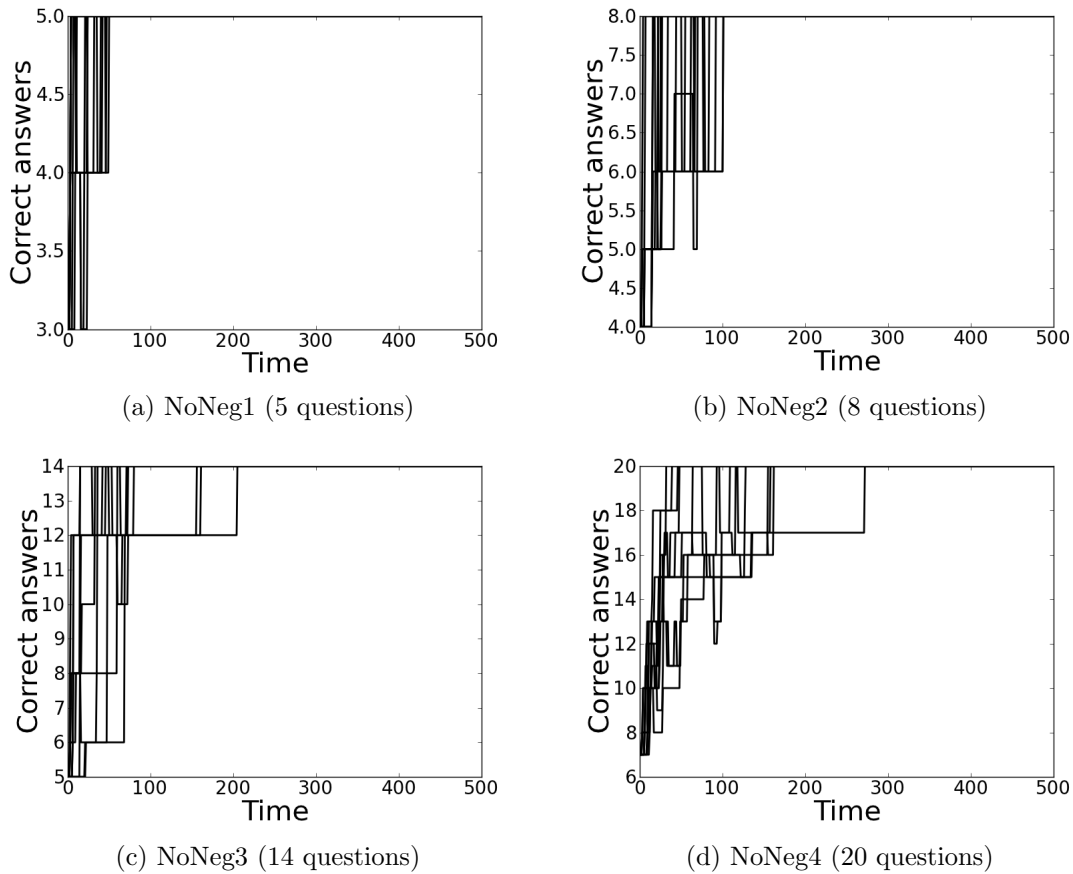 5.0
4.5
4.0
3.5
3.0
Correct answers
0 100 200 300 400 500
Time
(a) NoNeg1 (5 questions)
8.0
7.5
7.0
6.5
6.0
5.5
5.0
4.5
4.0
Correct answers
0 100 200 300 400 500
Time
(b) NoNeg2 (8 questions)
14
13
12
11
10
9
8
7
6
5
Correct answers
0 100 200 300 400 500
Time
(c) NoNeg3 (14 questions)
20
18
16
14
12
10
8
6
Correct answers
0 100 200 300 400 500
Time
(d) NoNeg4 (20 questions)